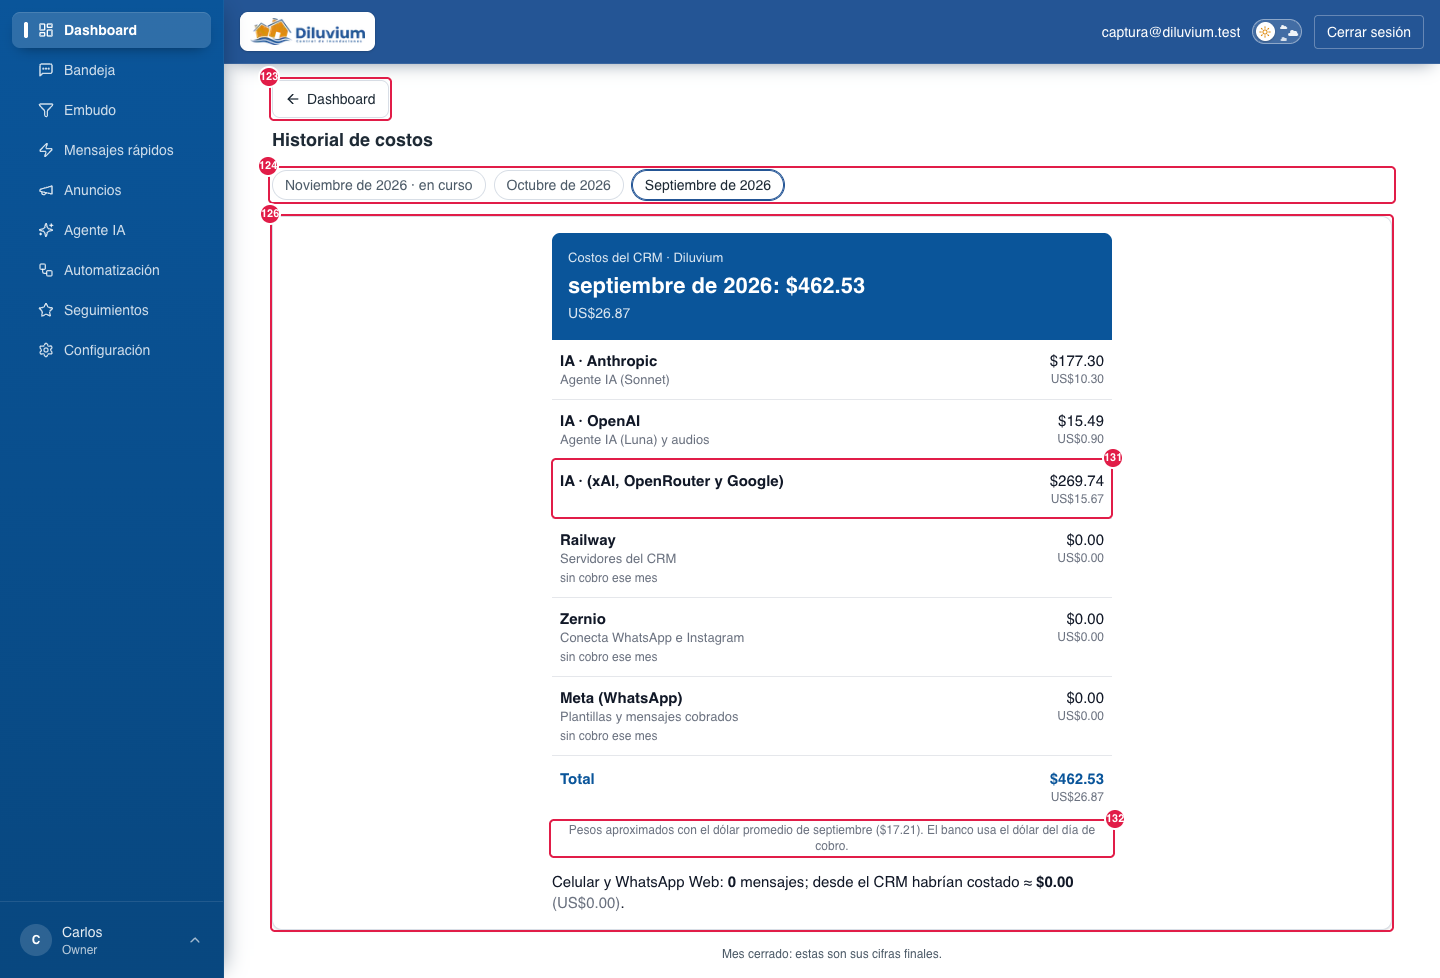 Dashboard
Bandeja
Embudo
Mensajes rápidos
Anuncios
Agente IA
Automatización
Seguimientos
Configuración
C
Carlos
Owner
Diluvium
captura@diluvium.test
Cerrar sesión
123
Dashboard
Historial de costos
124
Noviembre de 2026 · en curso
Octubre de 2026
Septiembre de 2026
126
Costos del CRM · Diluvium
septiembre de 2026: $462.53
US$26.87
IA · Anthropic
$177.30
Agente IA (Sonnet)
US$10.30
IA · OpenAI
$15.49
Agente IA (Luna) y audios
US$0.90
131
IA · (xAI, OpenRouter y Google)
$269.74
US$15.67
Railway
$0.00
Servidores del CRM
US$0.00
sin cobro ese mes
Zernio
$0.00
Conecta WhatsApp e Instagram
US$0.00
sin cobro ese mes
Meta (WhatsApp)
$0.00
Plantillas y mensajes cobrados
US$0.00
sin cobro ese mes
Total
$462.53
US$26.87
132
Pesos aproximados con el dólar promedio de septiembre ($17.21). El banco usa el dólar del día de
cobro.
Celular y WhatsApp Web: 0 mensajes; desde el CRM habrían costado ≈ $0.00
(US$0.00).
Mes cerrado: estas son sus cifras finales.